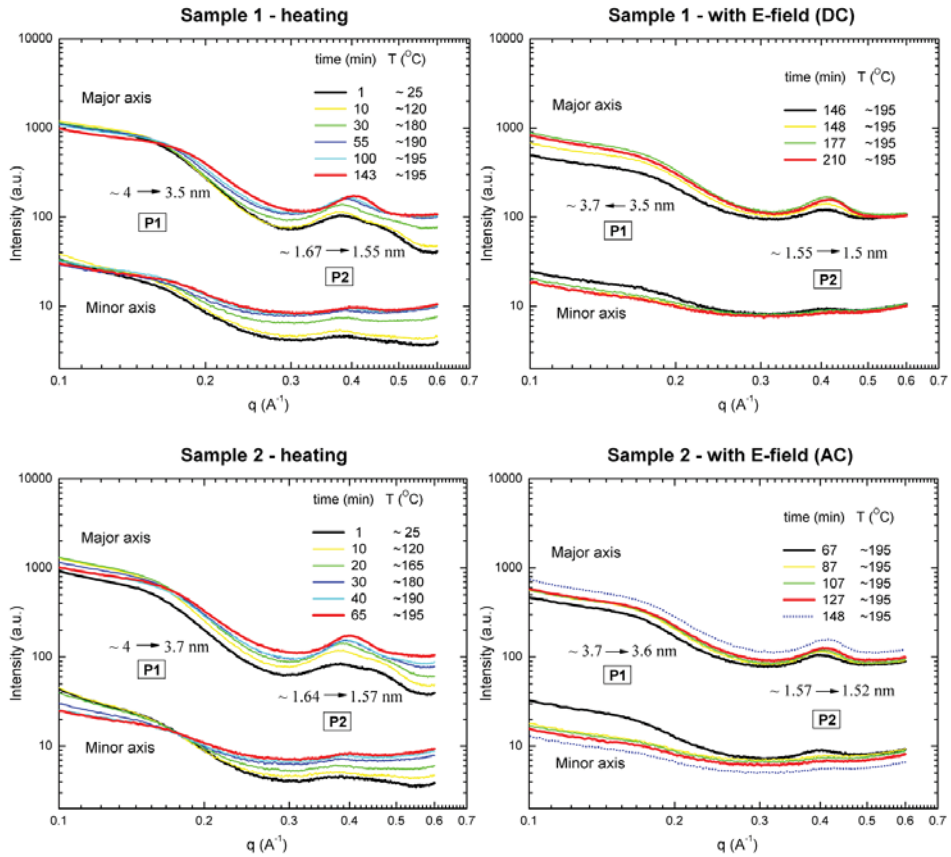 Sample 1 - heating
10000
1000
100
10
Intensity (a.u.)
time (min) T (°C)
1 ~ 25
10 ~120
30 ~180
55 ~190
100 ~195
143 ~195
Major axis
~ 4 → 3.5 nm
P1
~ 1.67 → 1.55 nm
P2
Minor axis
0.1 0.2 0.3 0.4 0.5 0.6 0.7
q (A⁻¹)
Sample 1 - with E-field (DC)
10000
1000
100
10
Intensity (a.u.)
time (min) T (°C)
146 ~195
148 ~195
177 ~195
210 ~195
Major axis
~ 3.7 ← 3.5 nm
P1
~ 1.55 → 1.5 nm
P2
Minor axis
0.1 0.2 0.3 0.4 0.5 0.6 0.7
q (A⁻¹)
Sample 2 - heating
10000
1000
100
10
Intensity (a.u.)
time (min) T (°C)
1 ~ 25
10 ~120
20 ~165
30 ~180
40 ~190
65 ~195
Major axis
~ 4 → 3.7 nm
P1
~ 1.64 → 1.57 nm
P2
Minor axis
0.1 0.2 0.3 0.4 0.5 0.6 0.7
q (A⁻¹)
Sample 2 - with E-field (AC)
10000
1000
100
10
Intensity (a.u.)
time (min) T (°C)
67 ~195
87 ~195
107 ~195
127 ~195
148 ~195
Major axis
~ 3.7 → 3.6 nm
P1
~ 1.57 → 1.52 nm
P2
Minor axis
0.1 0.2 0.3 0.4 0.5 0.6 0.7
q (A⁻¹)